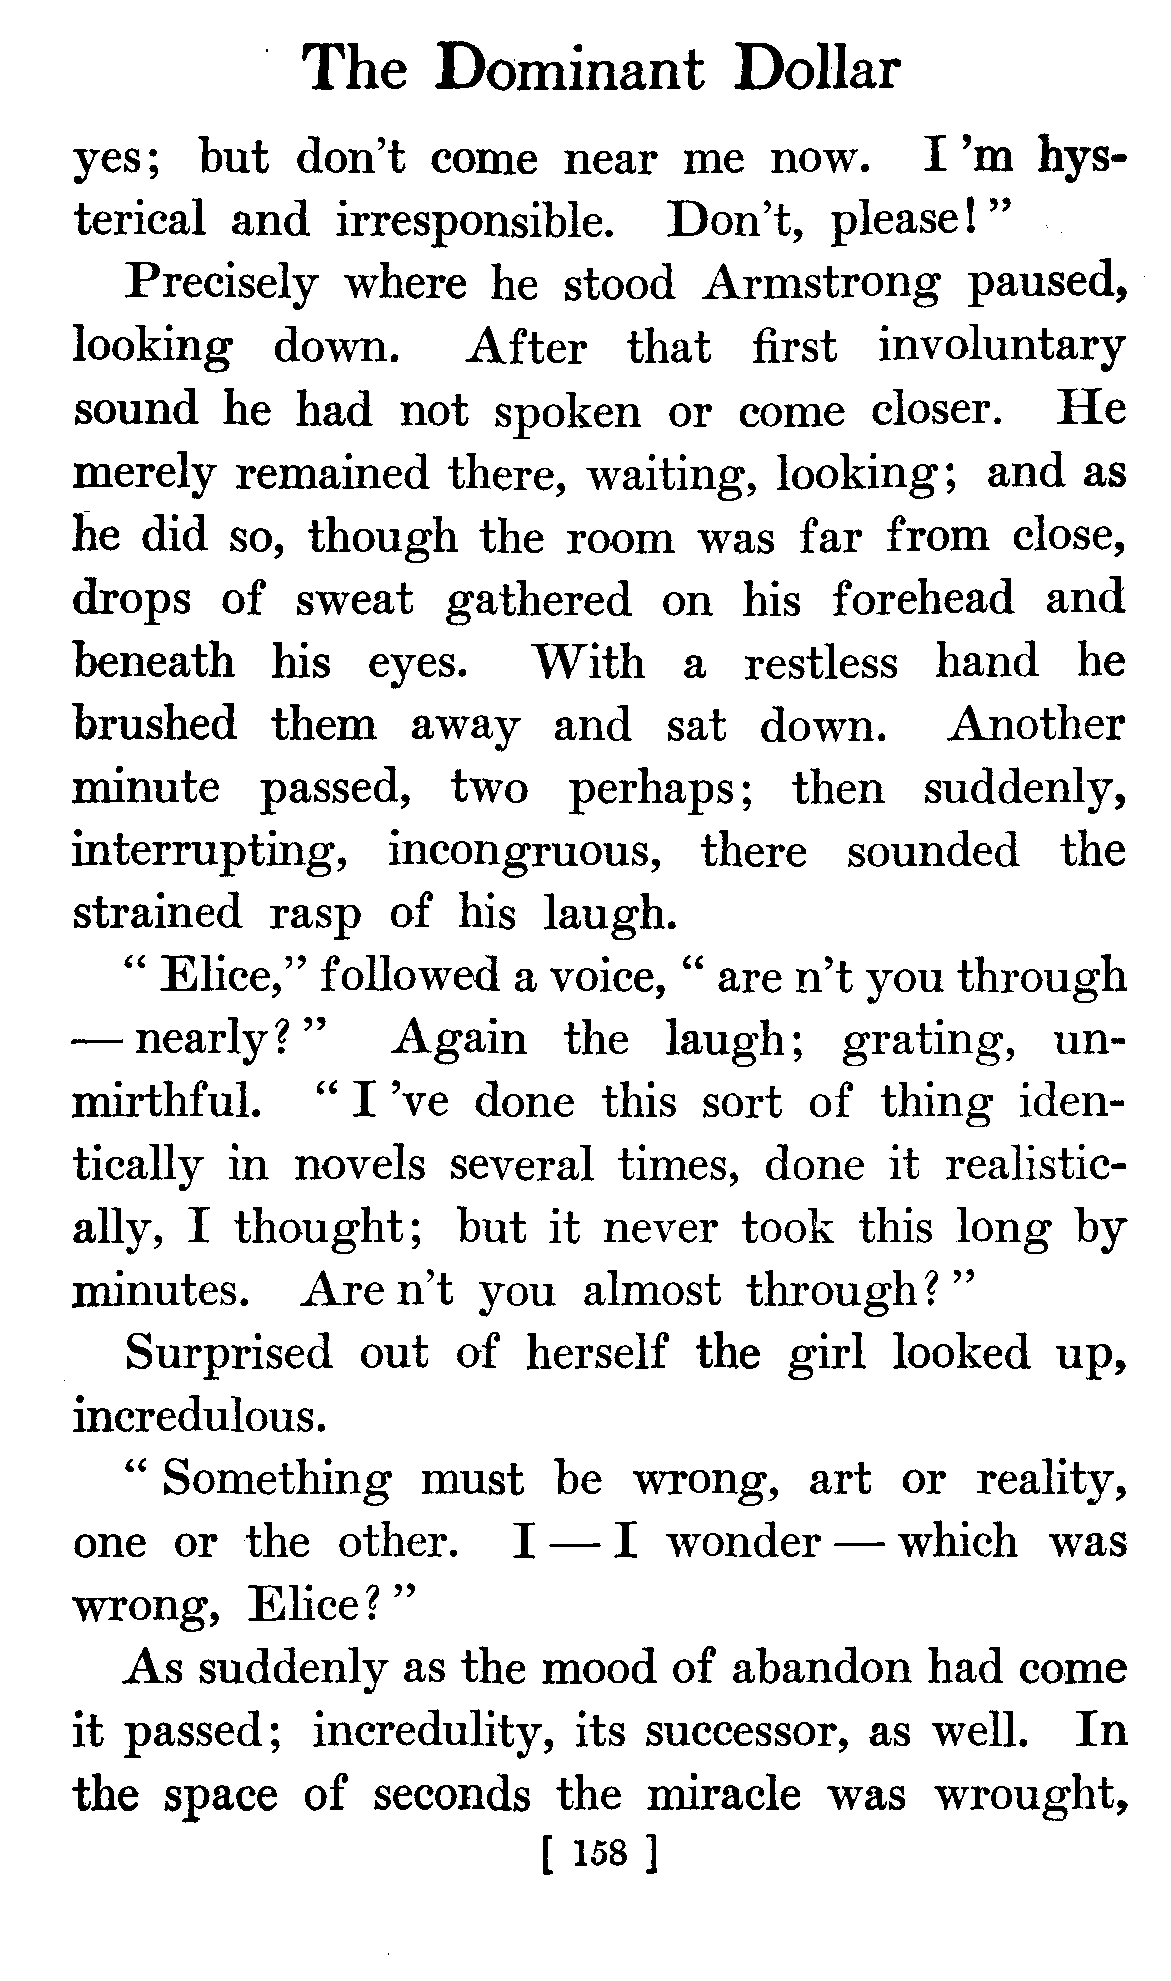 The Dominant Dollar
yes; but don't come near me now. I 'm hys-
terical and irresponsible. Don't, please!"
Precisely where he stood Armstrong paused,
looking down. After that first involuntary
sound he had not spoken or come closer. He
merely remained there, waiting, looking; and as
he did so, though the room was far from close,
drops of sweat gathered on his forehead and
beneath his eyes. With a restless hand he
brushed them away and sat down. Another
minute passed, two perhaps; then suddenly,
interrupting, incongruous, there sounded the
strained rasp of his laugh.
" Elice," followed a voice, " are n't you through
— nearly?" Again the laugh; grating, un-
mirthful. " I 've done this sort of thing iden-
tically in novels several times, done it realistic-
ally, I thought; but it never took this long by
minutes. Are n't you almost through?"
Surprised out of herself the girl looked up,
incredulous.
" Something must be wrong, art or reality,
one or the other. I — I wonder — which was
wrong, Elice?"
As suddenly as the mood of abandon had come
it passed; incredulity, its successor, as well. In
the space of seconds the miracle was wrought,
[ 158 ]